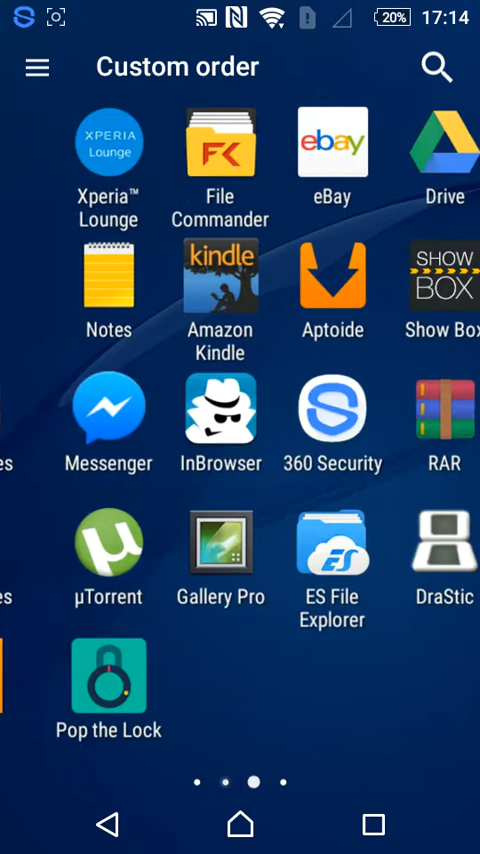 20% 17:14
Custom order
XPERIA
Lounge
FK
ebay
Xperia™
Lounge
File
Commander
eBay
Drive
kindle
SHOW
BOX
Notes
Amazon
Kindle
Aptoide
Show Box
es
Messenger
InBrowser
360 Security
RAR
µ
ES
es
µTorrent
Gallery Pro
ES File
Explorer
DraStic
Pop the Lock